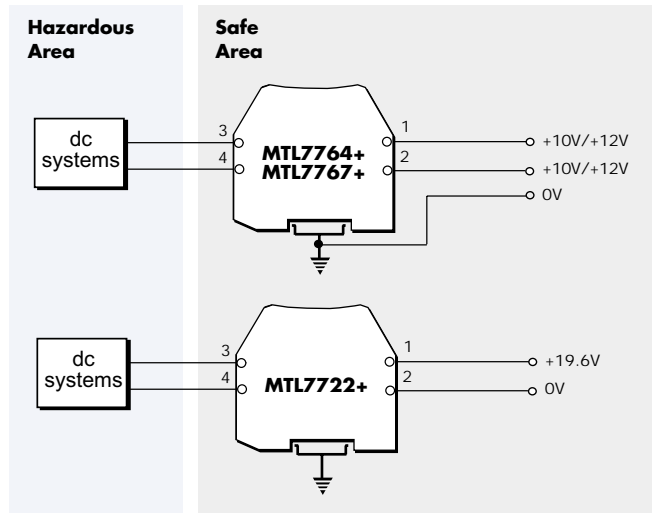 Hazardous
Area
Safe
Area
dc
systems
3
4
MTL7764+
MTL7767+
1
2
+10V/+12V
+10V/+12V
0V
dc
systems
3
4
MTL7722+
1
2
+19.6V
0V